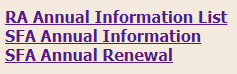 RA Annual Information List
SFA Annual Information
SFA Annual Renewal